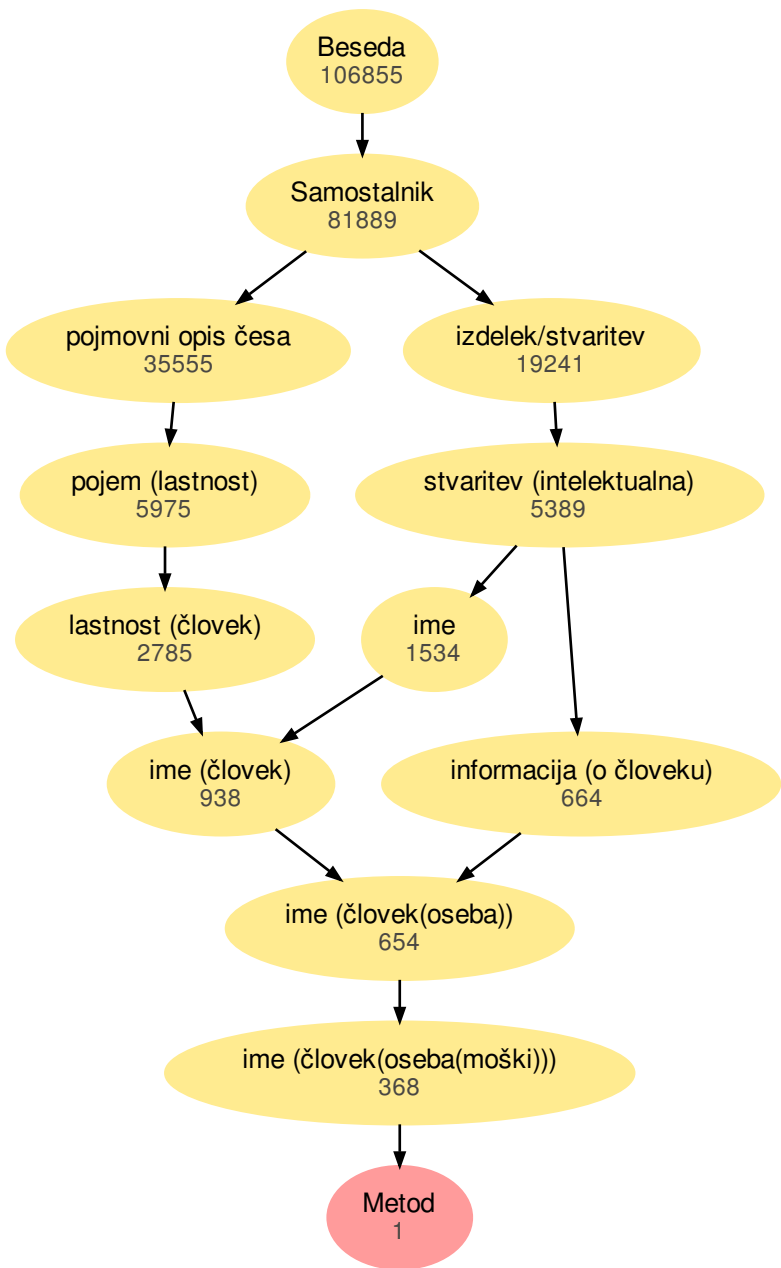 Beseda
106855
Samostalnik
81889
pojmovni opis česa
35555
izdelek/stvaritev
19241
pojem (lastnost)
5975
stvaritev (intelektualna)
5389
lastnost (človek)
2785
ime
1534
ime (človek)
938
informacija (o človeku)
664
ime (človek(oseba))
654
ime (človek(oseba(moški)))
368
Metod
1